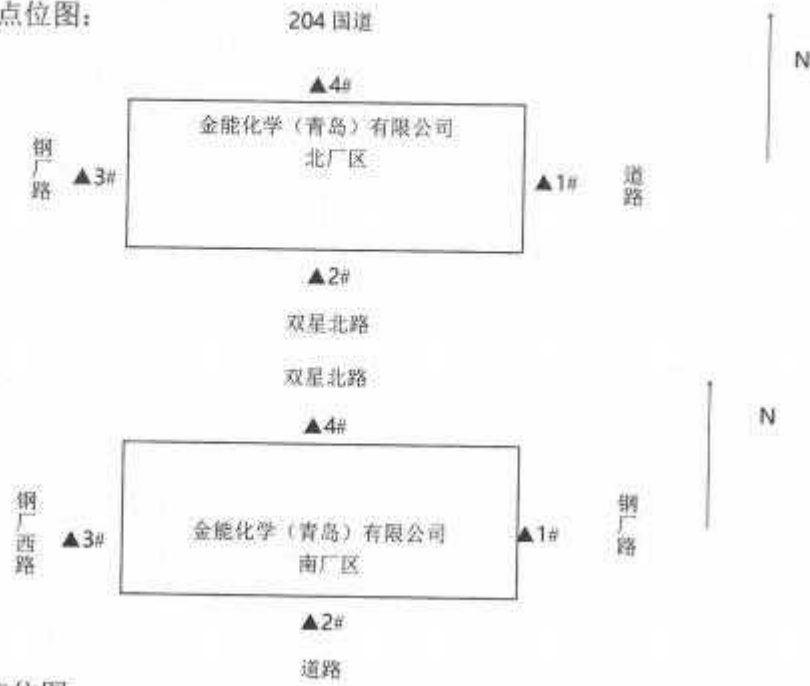 点位图：
204 国道
N
▲4#
金能化学（青岛）有限公司
北厂区
钢厂路
▲3#
▲1#
道路
▲2#
双星北路
双星北路
▲4#
N
钢厂西路
▲3#
金能化学（青岛）有限公司
南厂区
▲1#
钢厂路
▲2#
道路